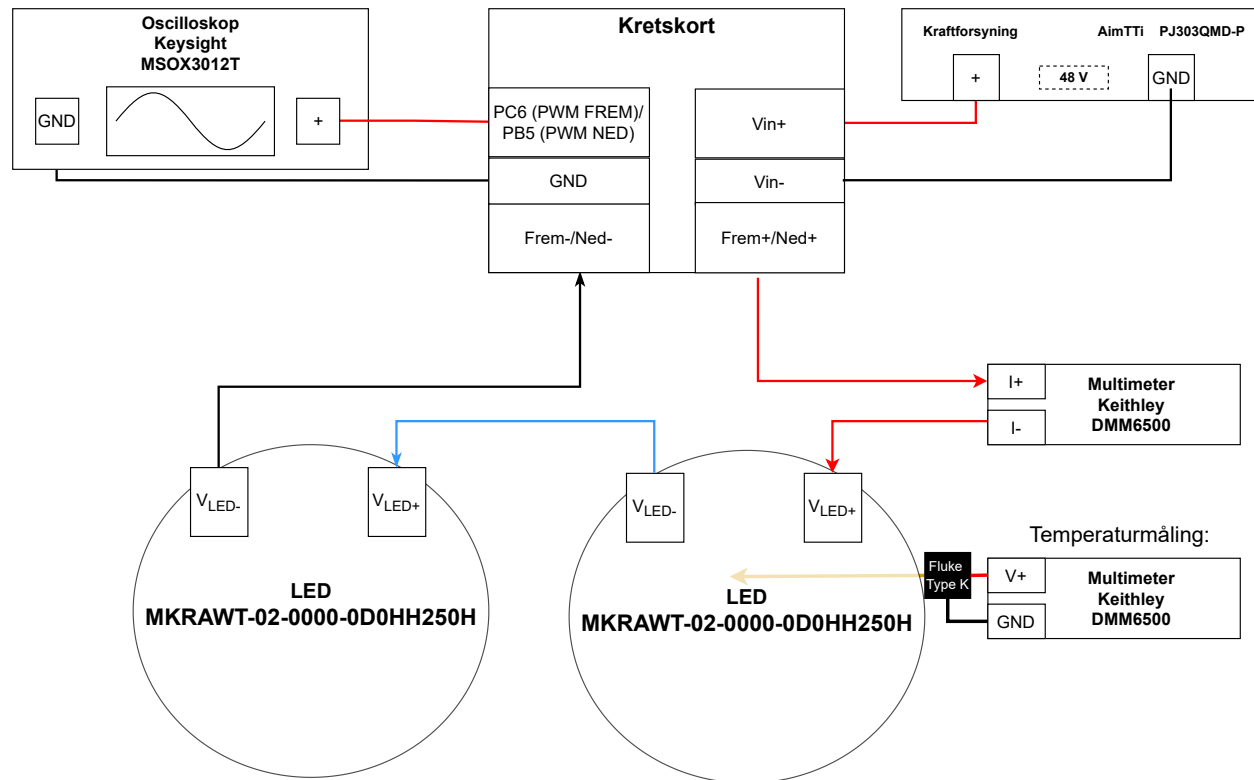 Oscilloskop
Keysight
MSOX3012T
GND
+
Kretskort
PC6 (PWM FREM)/
PB5 (PWM NED)
GND
Frem-/Ned-
Vin+
Vin-
Frem+/Ned+
Kraftforsyning
AimTTi PJ303QMD-P
+
48 V
GND
I+
I-
Multimeter
Keithley
DMM6500
VLED-
VLED+
LED
MKRAWT-02-0000-0D0HH250H
VLED-
VLED+
LED
MKRAWT-02-0000-0D0HH250H
Temperaturmåling:
Fluke
Type K
V+
GND
Multimeter
Keithley
DMM6500